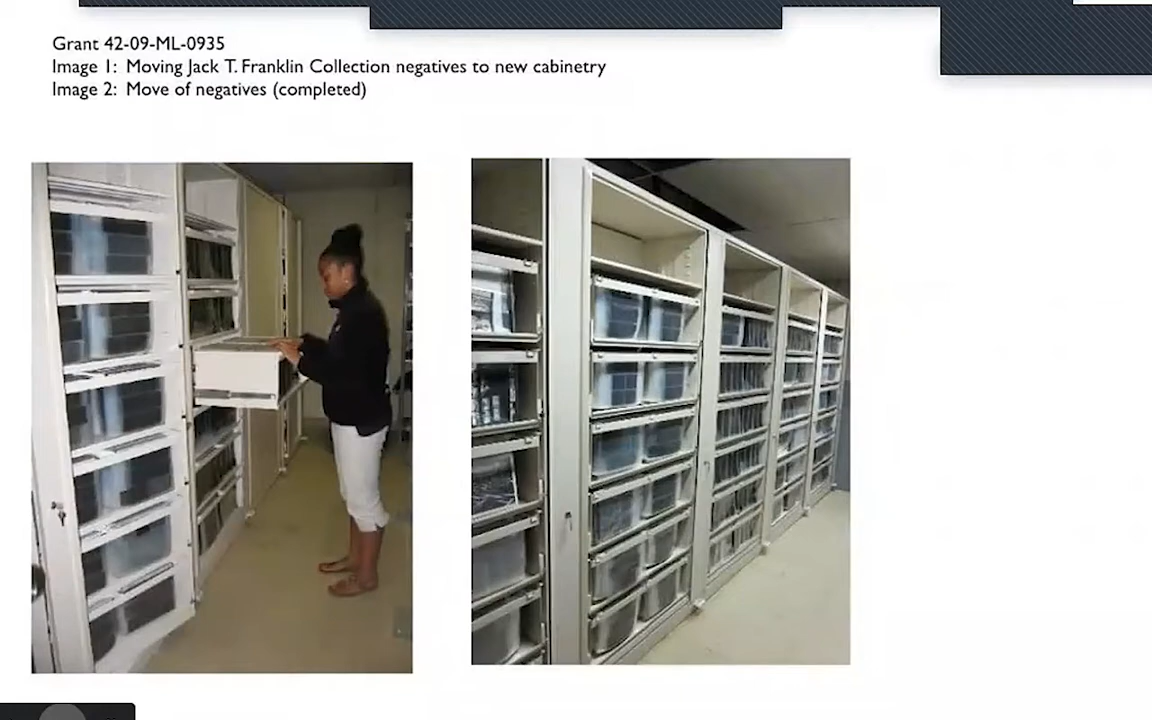 Grant 42-09-ML-0935
Image 1: Moving Jack T. Franklin Collection negatives to new cabinetry
Image 2: Move of negatives (completed)